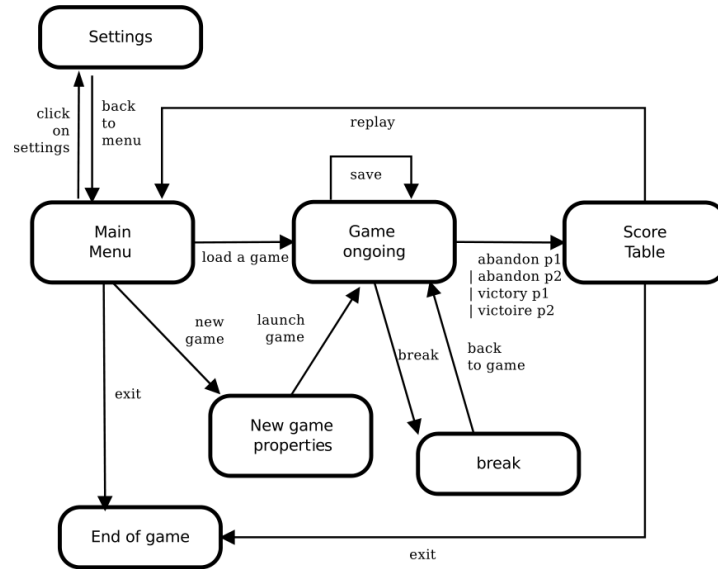 Settings
click
on
settings
back
to
menu
replay
save
Main
Menu
load a game
Game
ongoing
abandon p1
| abandon p2
| victory p1
| victoire p2
Score
Table
new
game
launch
game
break
back
to game
exit
New game
properties
break
End of game
exit